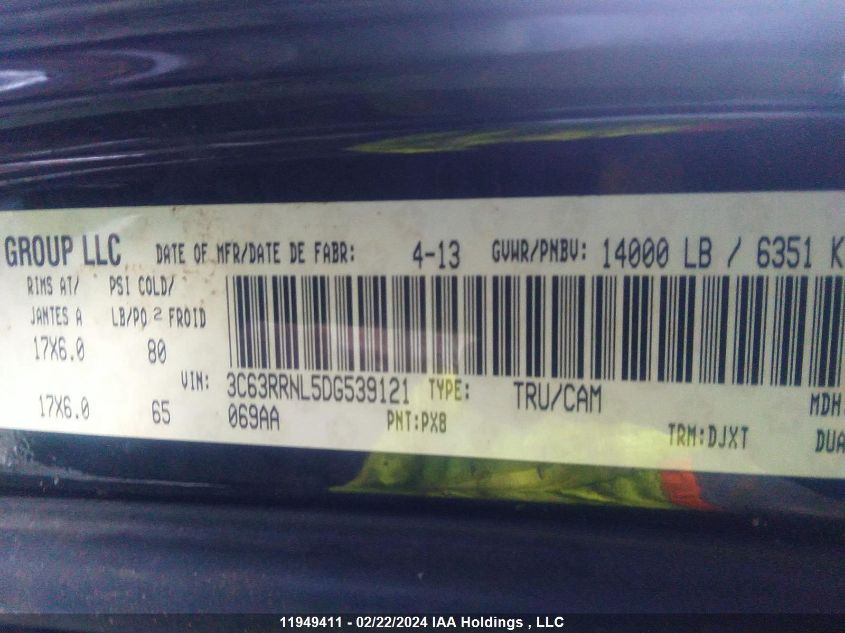 GROUP LLC DATE OF MFR/DATE DE FABR: 4-13 GVWR/PNBV: 14000 LB / 6351 K
RIMS AT/ PSI COLD/
JANTES A LB/PO 2 FROID
17X6.0 80
VIN: 3C63RRNL5DG539121 TYPE: TRU/CAM MDH
17X6.0 65 069AA PNT:PX8 TRM:DJXT DUA
11949411 - 02/22/2024 IAA Holdings , LLC